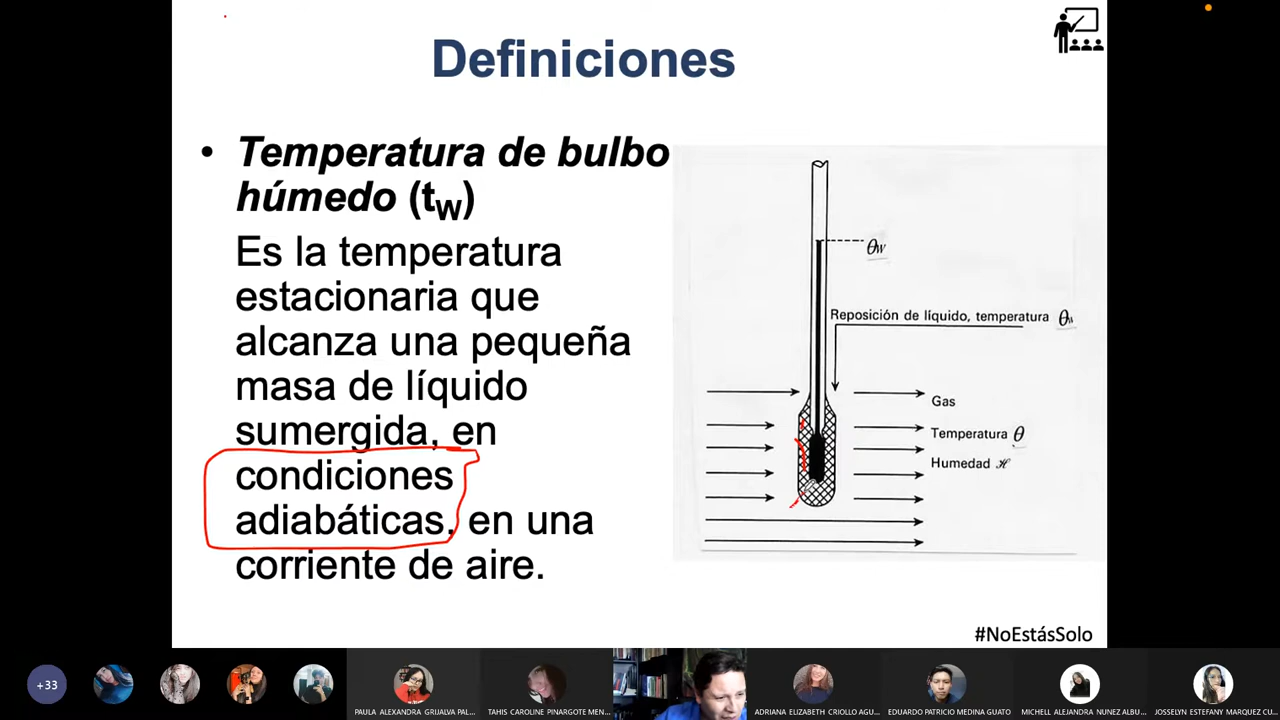 Definiciones
• Temperatura de bulbo
húmedo (tW)
Es la temperatura
estacionaria que
alcanza una pequeña
masa de líquido
sumergida, en
condiciones
adiabáticas, en una
corriente de aire.
θw
Reposición de líquido, temperatura θ
Gas
Temperatura θ
Humedad ℋ
#NoEstásSolo
+33
PAULA ALEXANDRA GRIJALVA PAL...
TAHIS CAROLINE PINARGOTE MEN...
ADRIANA ELIZABETH CRIOLLO AGU...
EDUARDO PATRICIO MEDINA GUATO
MICHELL ALEJANDRA NUNEZ ALBU...
JOSSELYN ESTEFANY MARQUEZ CU...